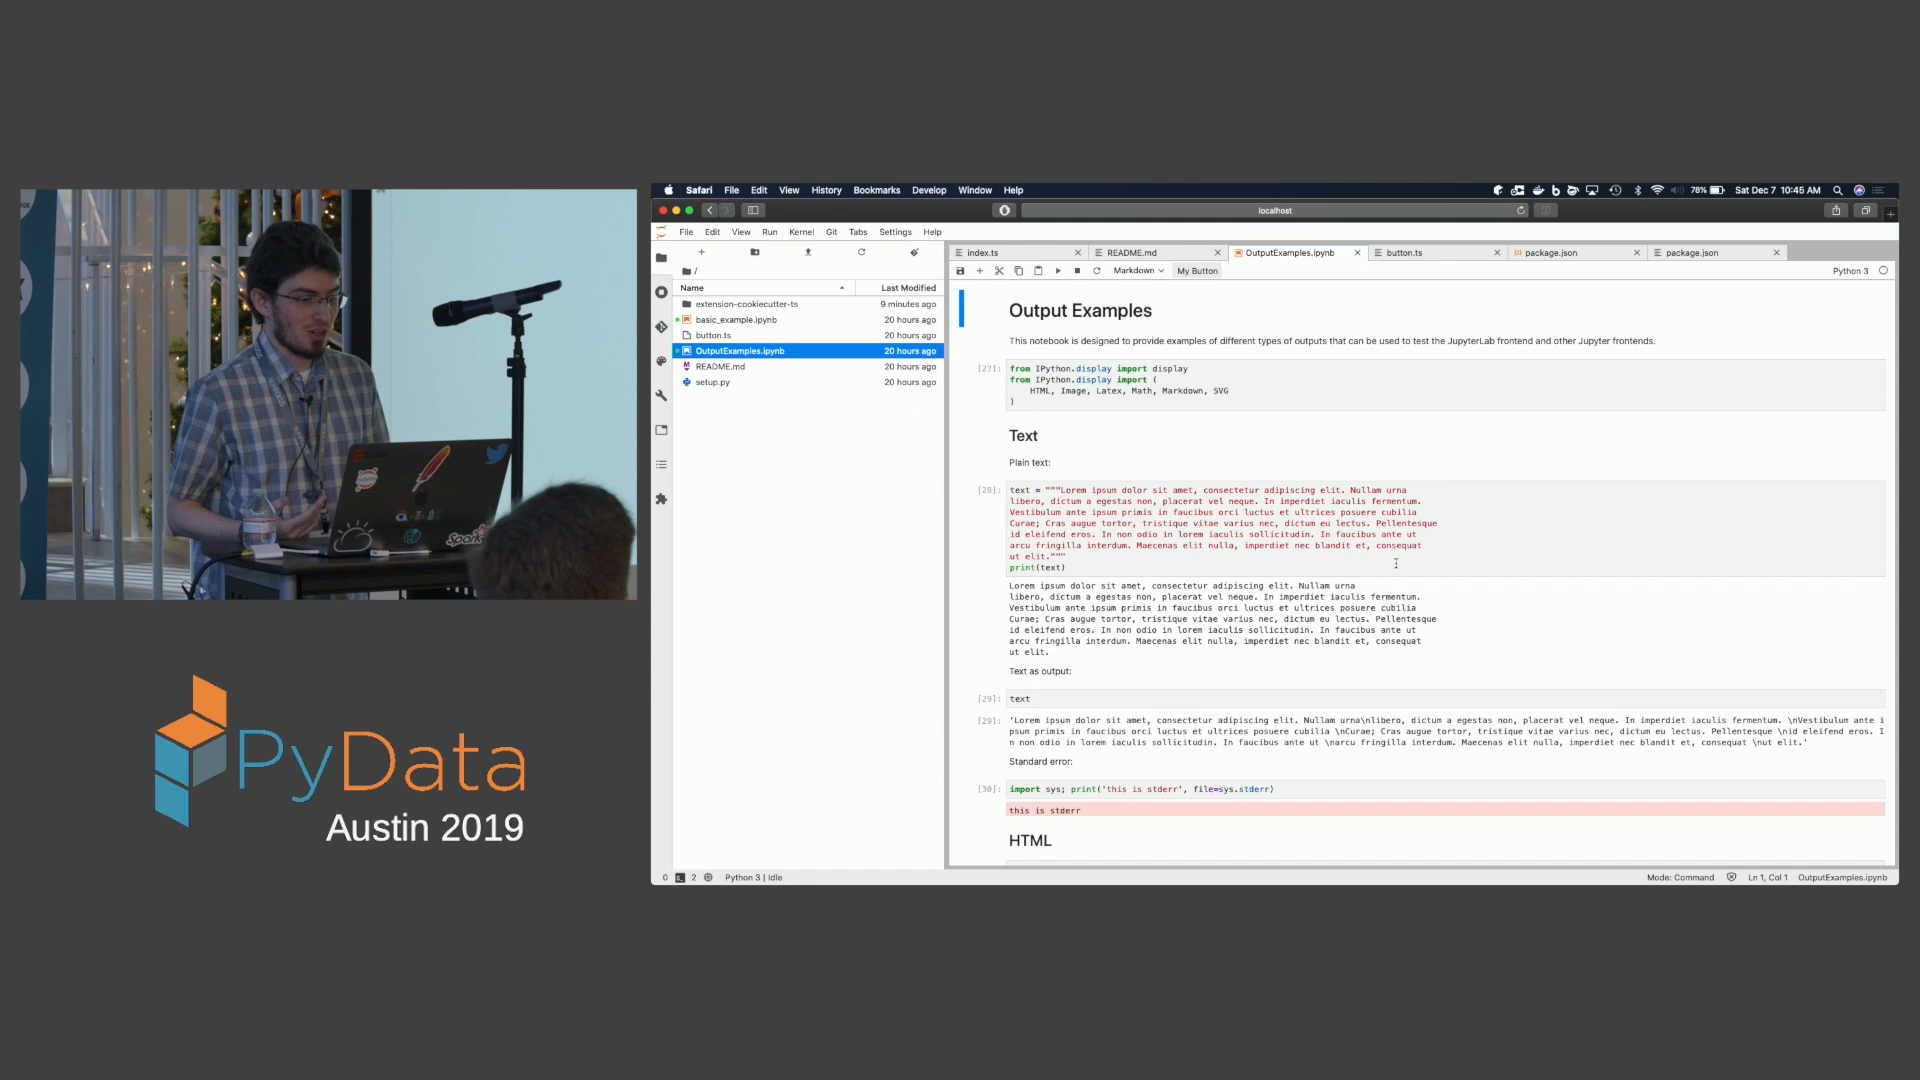 Safari File Edit View History Bookmarks Develop Window Help
78% Sat Dec 7 10:45 AM
localhost
File Edit View Run Kernel Git Tabs Settings Help
index.ts README.md OutputExamples.ipynb button.ts package.json package.json
Markdown My Button Python 3
/
Name Last Modified
extension-cookiecutter-ts 9 minutes ago
basic_example.ipynb 20 hours ago
button.ts 20 hours ago
OutputExamples.ipynb 20 hours ago
README.md 20 hours ago
setup.py 20 hours ago
Output Examples
This notebook is designed to provide examples of different types of outputs that can be used to test the JupyterLab frontend and other Jupyter frontends.
[27]: from IPython.display import display
from IPython.display import (
HTML, Image, Latex, Math, Markdown, SVG
)
Text
Plain text:
[28]: text = """Lorem ipsum dolor sit amet, consectetur adipiscing elit. Nullam urna
libero, dictum a egestas non, placerat vel neque. In imperdiet iaculis fermentum.
Vestibulum ante ipsum primis in faucibus orci luctus et ultrices posuere cubilia
Curae; Cras augue tortor, tristique vitae varius nec, dictum eu lectus. Pellentesque
id eleifend eros. In non odio in lorem iaculis sollicitudin. In faucibus ante ut
arcu fringilla interdum. Maecenas elit nulla, imperdiet nec blandit et, consequat
ut elit."""
print(text)
Lorem ipsum dolor sit amet, consectetur adipiscing elit. Nullam urna
libero, dictum a egestas non, placerat vel neque. In imperdiet iaculis fermentum.
Vestibulum ante ipsum primis in faucibus orci luctus et ultrices posuere cubilia
Curae; Cras augue tortor, tristique vitae varius nec, dictum eu lectus. Pellentesque
id eleifend eros. In non odio in lorem iaculis sollicitudin. In faucibus ante ut
arcu fringilla interdum. Maecenas elit nulla, imperdiet nec blandit et, consequat
ut elit.
Text as output:
[29]: text
[29]: 'Lorem ipsum dolor sit amet, consectetur adipiscing elit. Nullam urna\nlibero, dictum a egestas non, placerat vel neque. In imperdiet iaculis fermentum. \nVestibulum ante i
psum primis in faucibus orci luctus et ultrices posuere cubilia \nCurae; Cras augue tortor, tristique vitae varius nec, dictum eu lectus. Pellentesque \nid eleifend eros. I
n non odio in lorem iaculis sollicitudin. In faucibus ante ut \narcu fringilla interdum. Maecenas elit nulla, imperdiet nec blandit et, consequat \nut elit.'
Standard error:
[30]: import sys; print('this is stderr', file=sys.stderr)
this is stderr
HTML
0 2 Python 3 | Idle
Mode: Command Ln 1, Col 1 OutputExamples.ipynb
Spark
PyData
Austin 2019